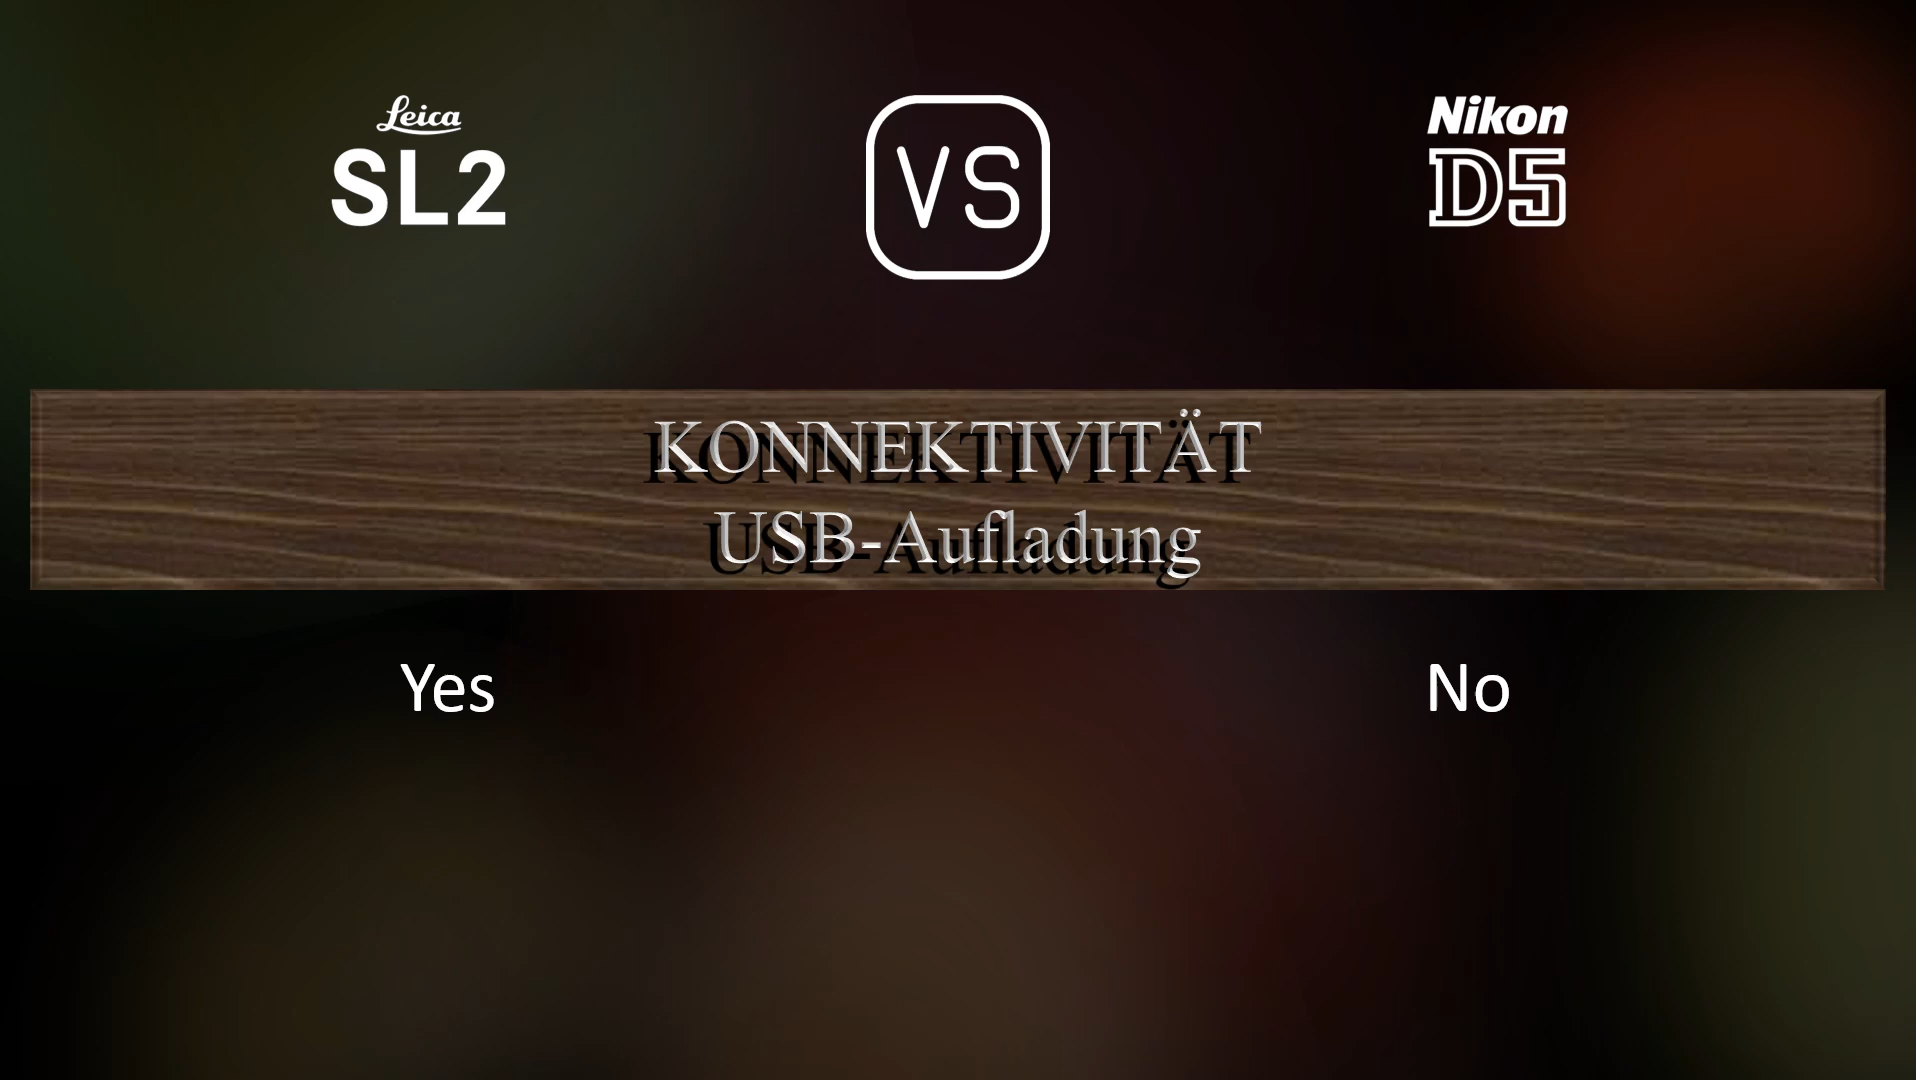 Leica
SL2
VS
Nikon
D5
KONNEKTIVITÄT
USB-Aufladung
Yes
No